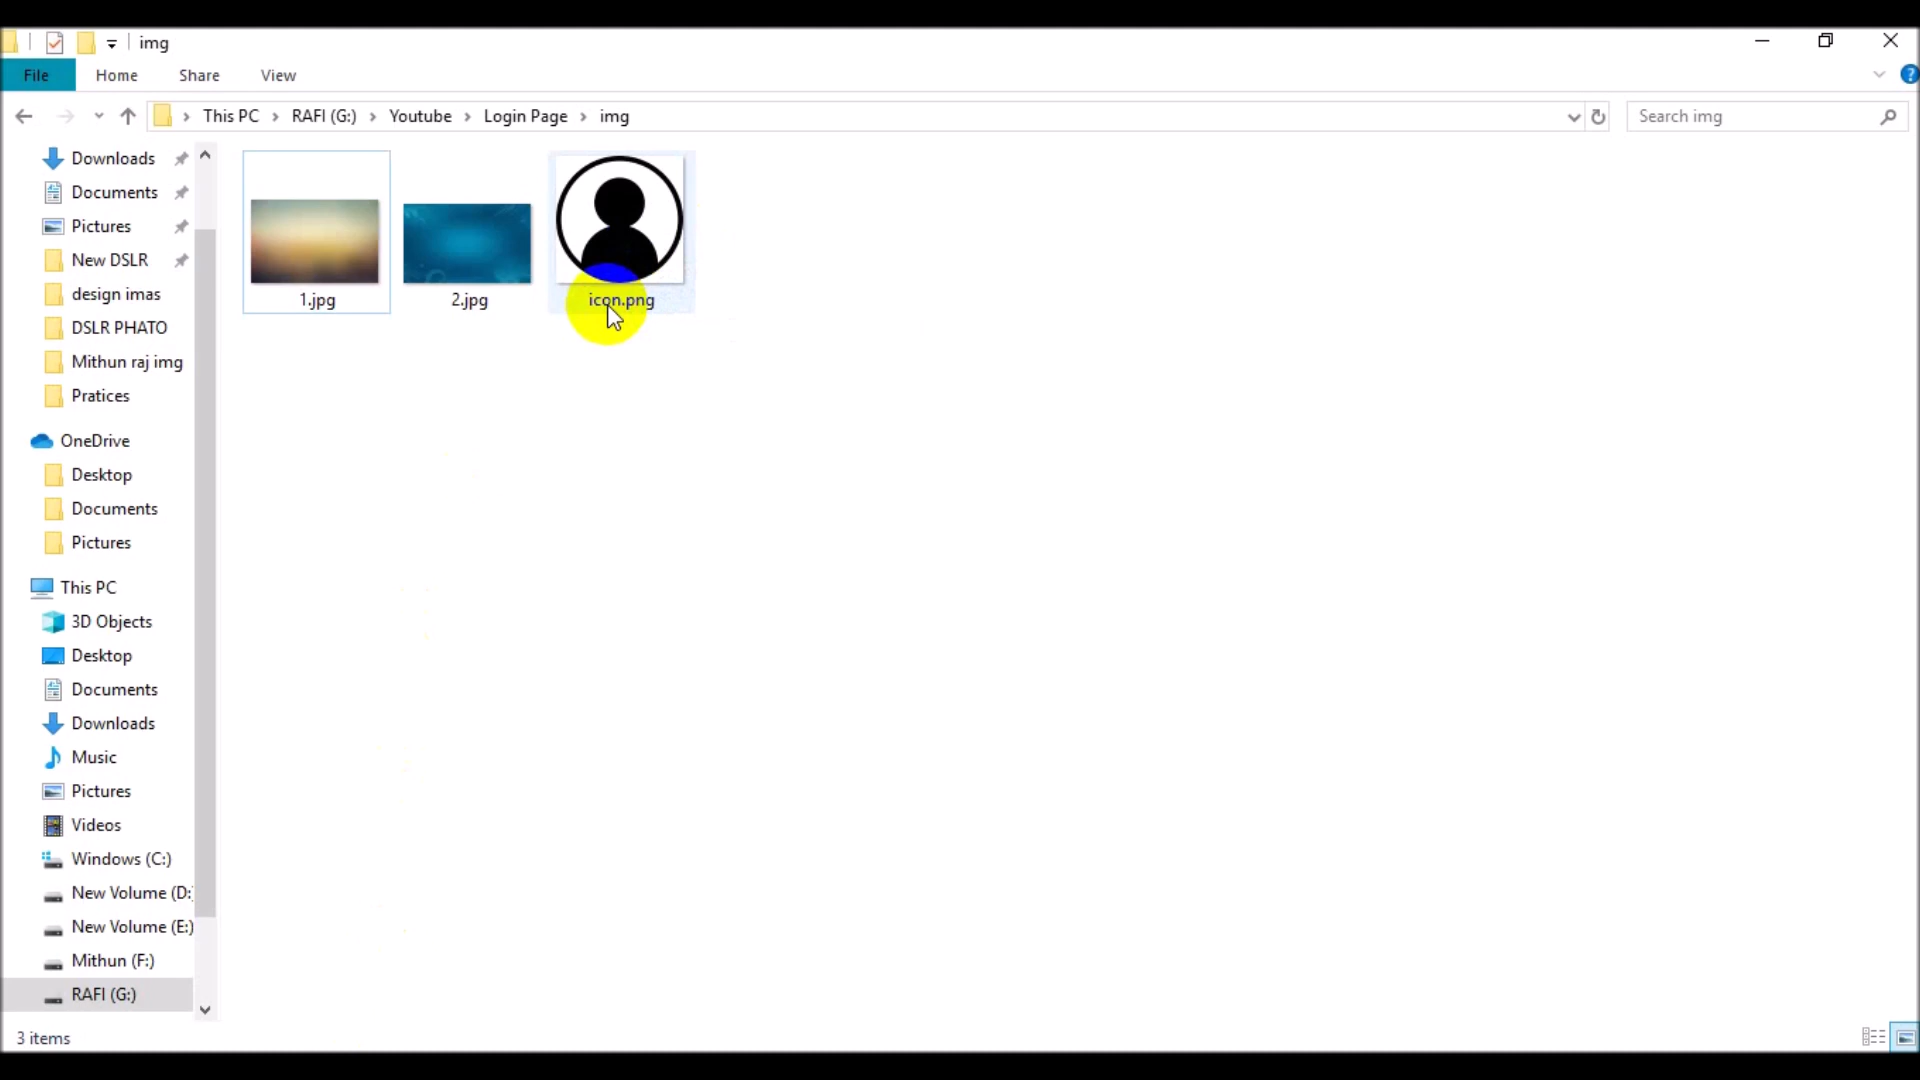 img
File Home Share View
This PC RAFI (G:) Youtube Login Page img
Search img
Downloads
Documents
Pictures
New DSLR
design imas
DSLR PHATO
Mithun raj img
Pratices
OneDrive
Desktop
Documents
Pictures
This PC
3D Objects
Desktop
Documents
Downloads
Music
Pictures
Videos
Windows (C:)
New Volume (D:
New Volume (E:)
Mithun (F:)
RAFI (G:)
1.jpg 2.jpg icon.png
3 items